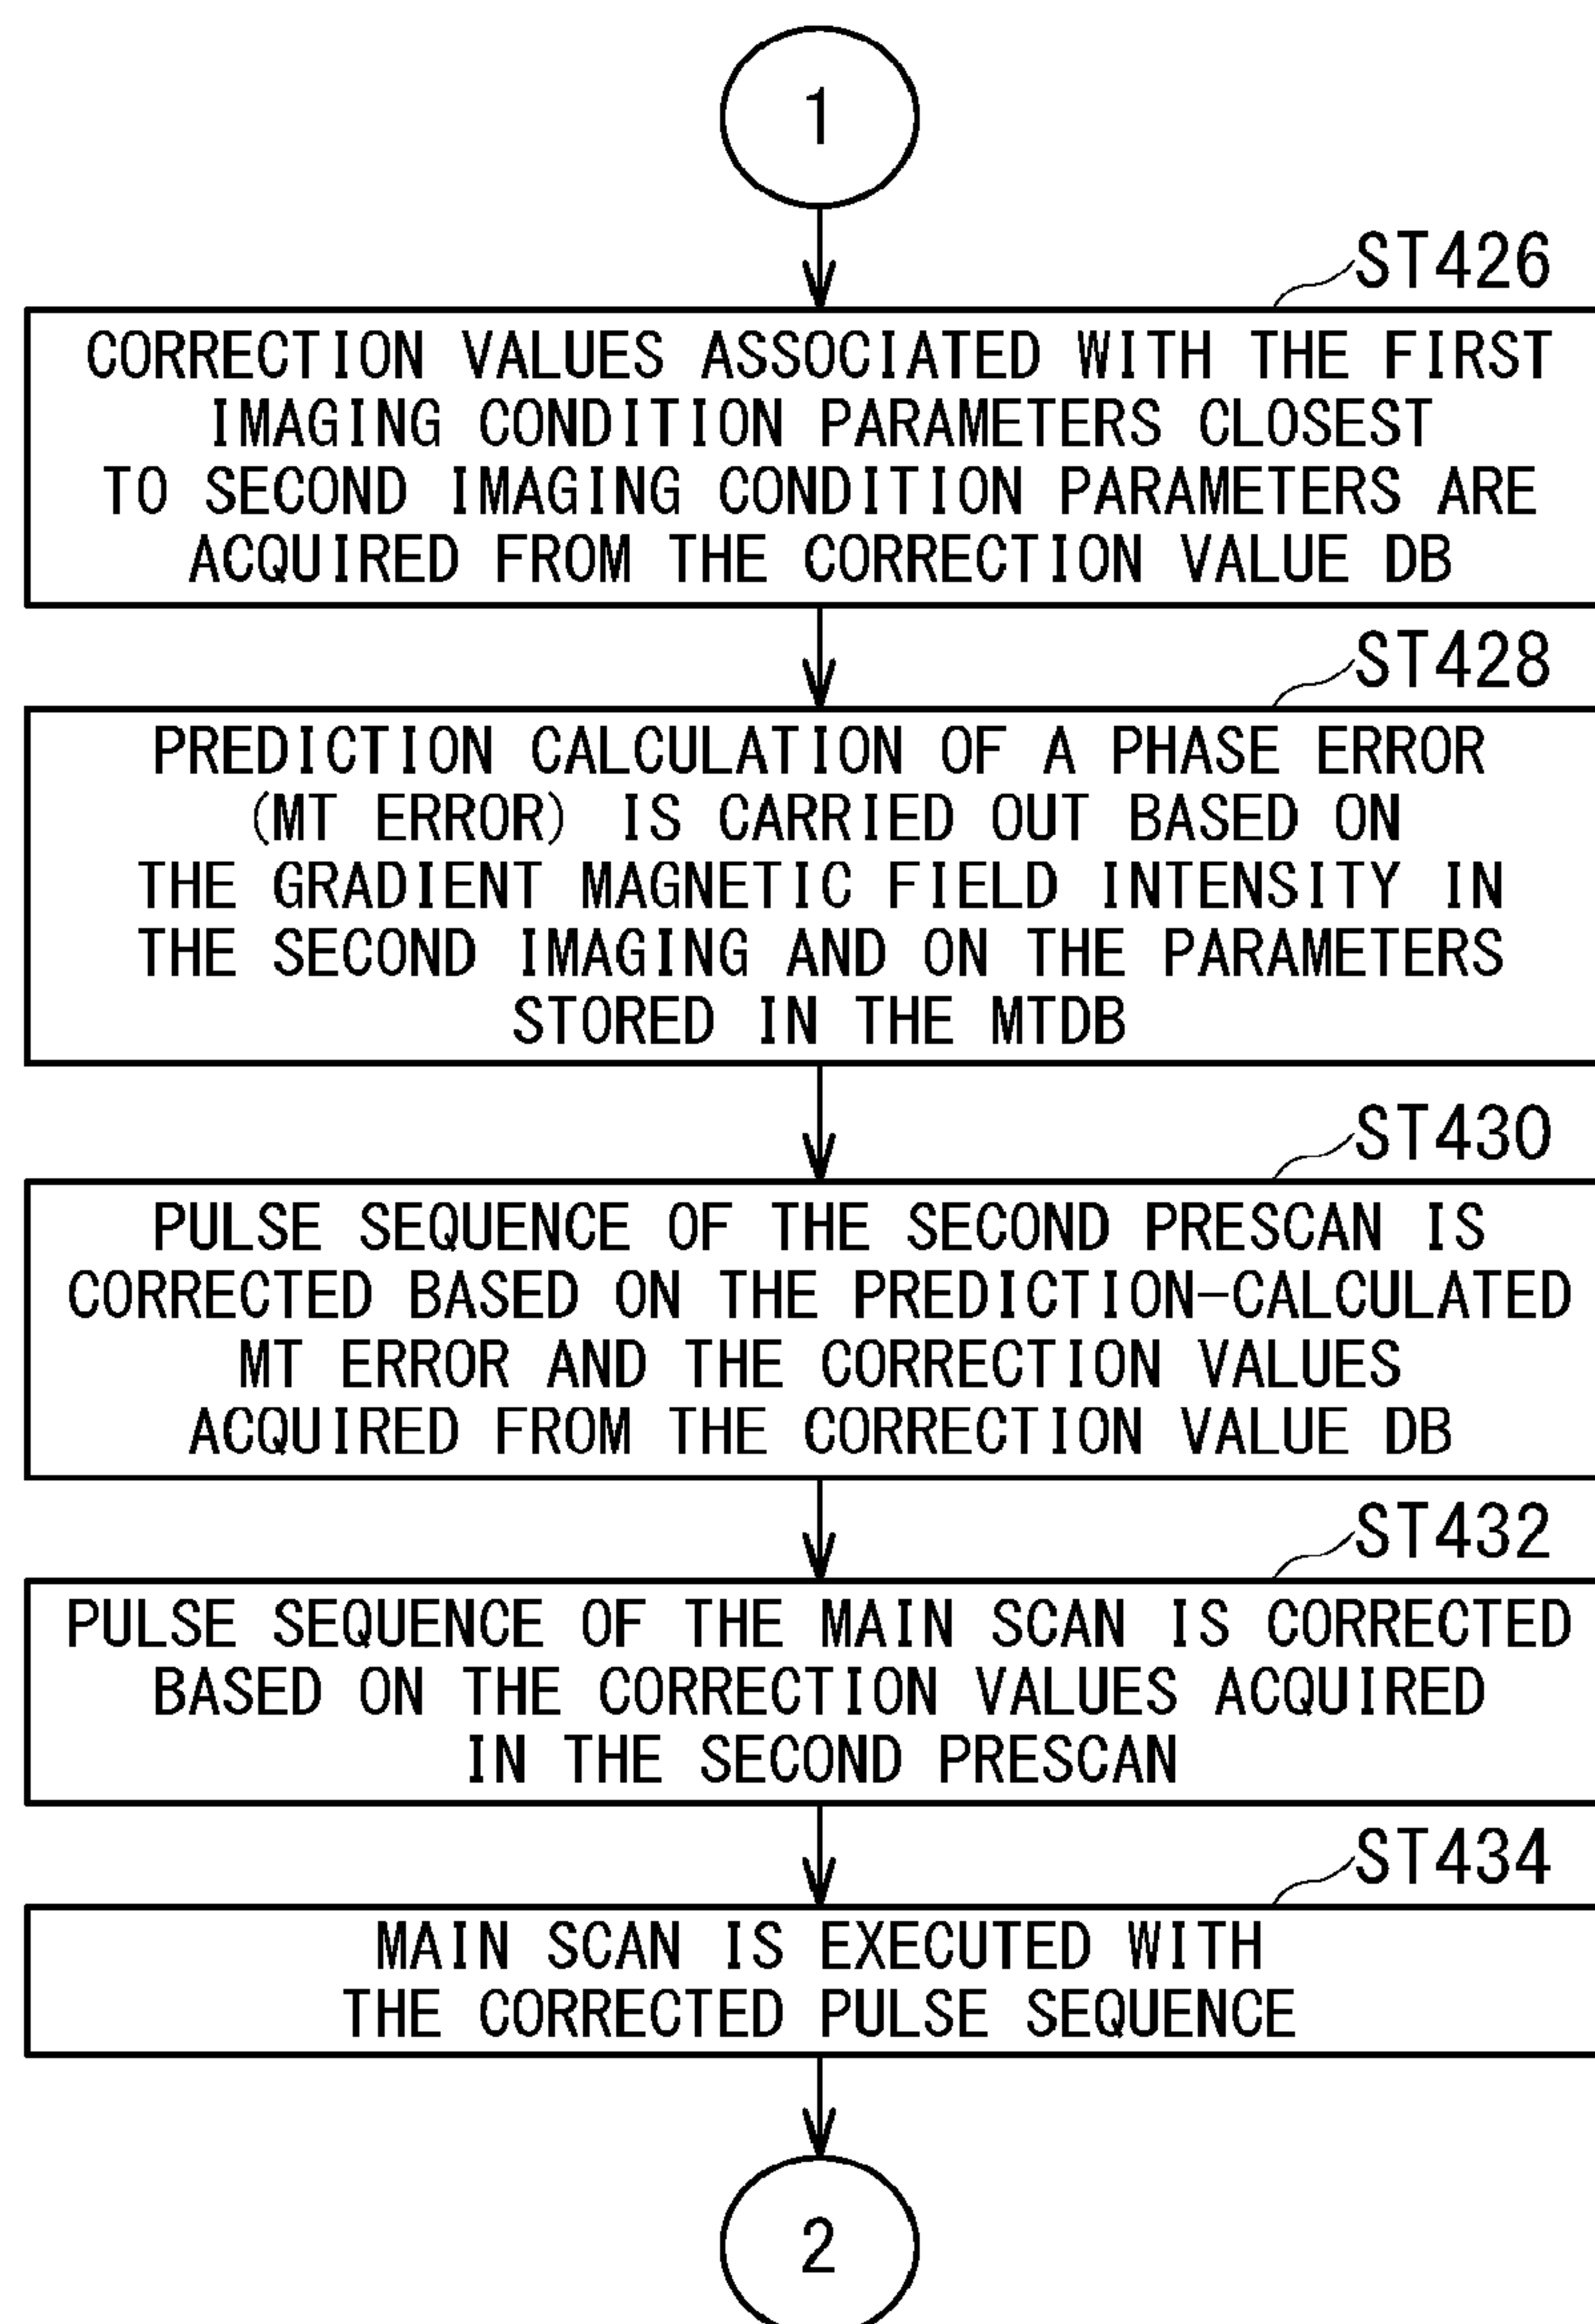 1
ST426
CORRECTION VALUES ASSOCIATED WITH THE FIRST
IMAGING CONDITION PARAMETERS CLOSEST
TO SECOND IMAGING CONDITION PARAMETERS ARE
ACQUIRED FROM THE CORRECTION VALUE DB
ST428
PREDICTION CALCULATION OF A PHASE ERROR
(MT ERROR) IS CARRIED OUT BASED ON
THE GRADIENT MAGNETIC FIELD INTENSITY IN
THE SECOND IMAGING AND ON THE PARAMETERS
STORED IN THE MTDB
ST430
PULSE SEQUENCE OF THE SECOND PRESCAN IS
CORRECTED BASED ON THE PREDICTION-CALCULATED
MT ERROR AND THE CORRECTION VALUES
ACQUIRED FROM THE CORRECTION VALUE DB
ST432
PULSE SEQUENCE OF THE MAIN SCAN IS CORRECTED
BASED ON THE CORRECTION VALUES ACQUIRED
IN THE SECOND PRESCAN
ST434
MAIN SCAN IS EXECUTED WITH
THE CORRECTED PULSE SEQUENCE
2